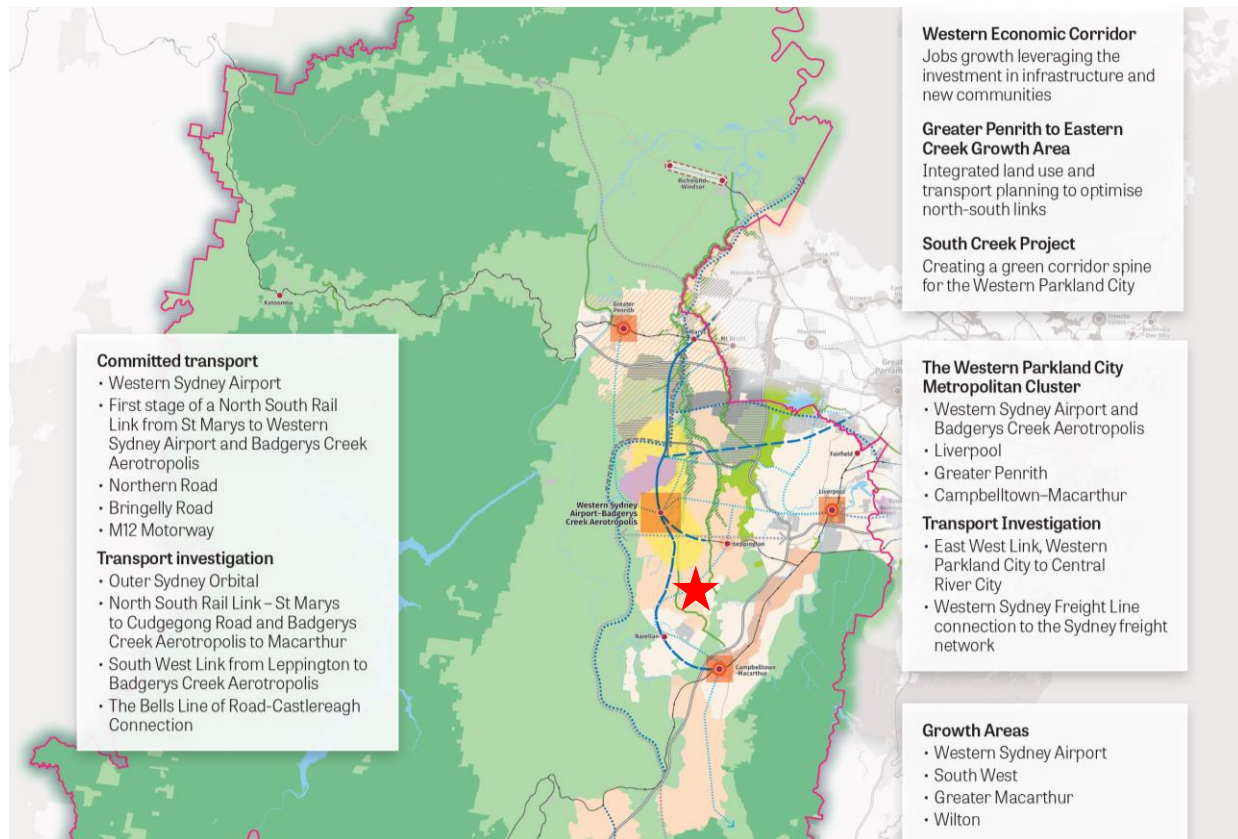 Western Economic Corridor
Jobs growth leveraging the
investment in infrastructure and
new communities
Greater Penrith to Eastern
Creek Growth Area
Integrated land use and
transport planning to optimise
north-south links
South Creek Project
Creating a green corridor spine
for the Western Parkland City
Richmond-
Windsor
Katoomba
Greater
Penrith
St Marys
Mt Druitt
Blacktown
Committed transport
• Western Sydney Airport
• First stage of a North South Rail
Link from St Marys to Western
Sydney Airport and Badgerys Creek
Aerotropolis
• Northern Road
• Bringelly Road
• M12 Motorway
Transport investigation
• Outer Sydney Orbital
• North South Rail Link – St Marys
to Cudgegong Road and Badgerys
Creek Aerotropolis to Macarthur
• South West Link from Leppington to
Badgerys Creek Aerotropolis
• The Bells Line of Road-Castlereagh
Connection
Fairfield
Liverpool
Western Sydney
Airport–Badgerys
Creek Aerotropolis
Leppington
Narellan
Campbelltown
-Macarthur
The Western Parkland City
Metropolitan Cluster
• Western Sydney Airport and
Badgerys Creek Aerotropolis
• Liverpool
• Greater Penrith
• Campbelltown–Macarthur
Transport Investigation
• East West Link, Western
Parkland City to Central
River City
• Western Sydney Freight Line
connection to the Sydney freight
network
Growth Areas
• Western Sydney Airport
• South West
• Greater Macarthur
• Wilton